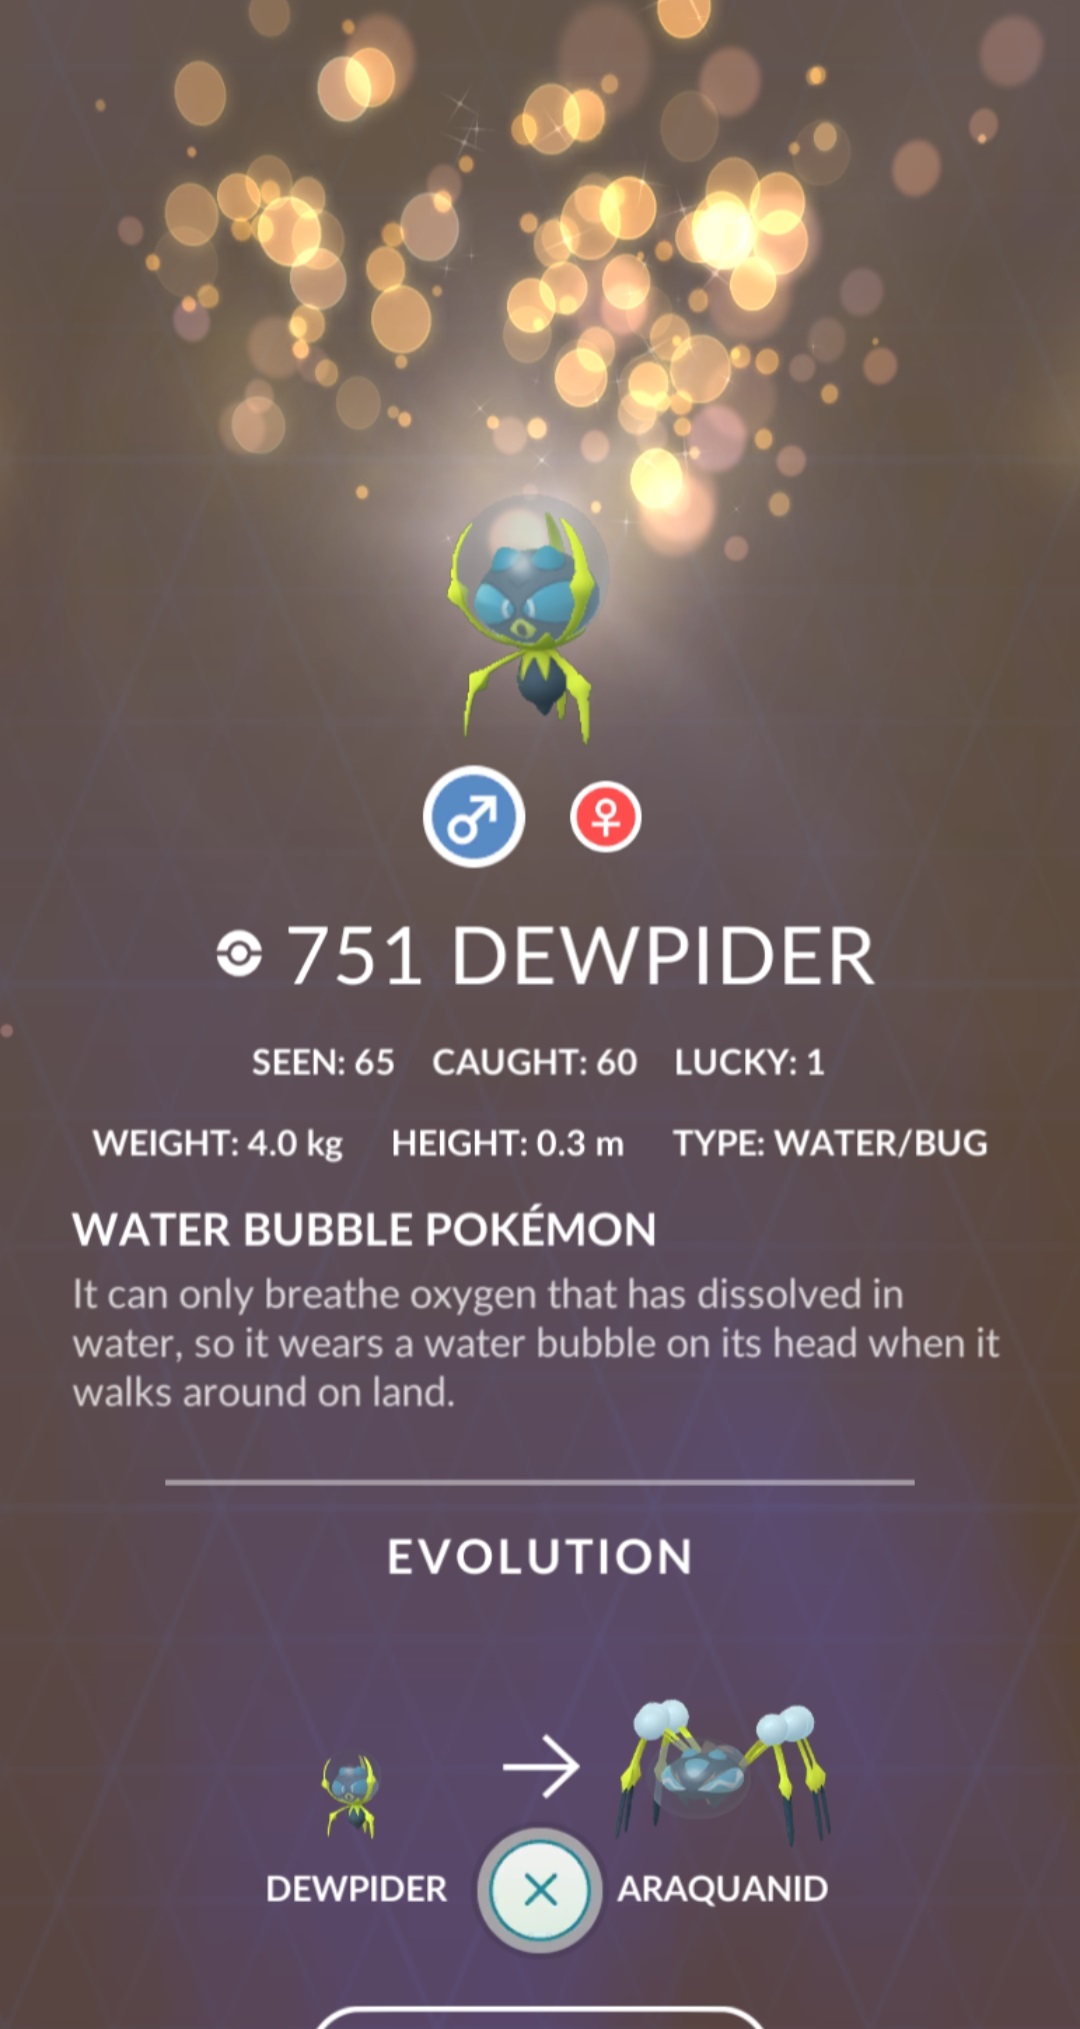 751 DEWPIDER
SEEN: 65 CAUGHT: 60 LUCKY: 1
WEIGHT: 4.0 kg HEIGHT: 0.3 m TYPE: WATER/BUG
WATER BUBBLE POKÉMON
It can only breathe oxygen that has dissolved in
water, so it wears a water bubble on its head when it
walks around on land.
EVOLUTION
DEWPIDER ARAQUANID